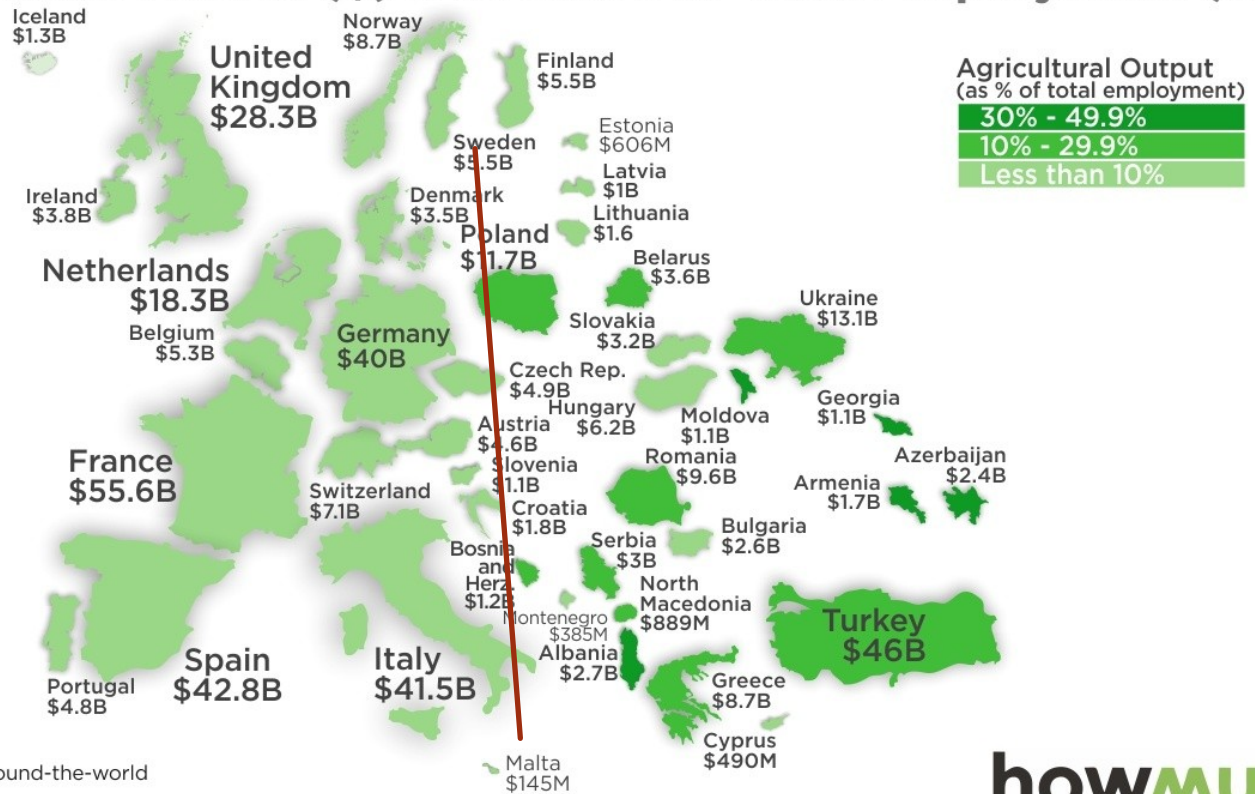 Iceland
$1.3B
Norway
$8.7B
United
Kingdom
$28.3B
Finland
$5.5B
Agricultural Output
(as % of total employment)
30% - 49.9%
10% - 29.9%
Less than 10%
Sweden
$5.5B
Estonia
$606M
Latvia
$1B
Ireland
$3.8B
Denmark
$3.5B
Lithuania
$1.6
Poland
$11.7B
Belarus
$3.6B
Netherlands
$18.3B
Ukraine
$13.1B
Belgium
$5.3B
Germany
$40B
Slovakia
$3.2B
Czech Rep.
$4.9B
Hungary
$6.2B
Moldova
$1.1B
Georgia
$1.1B
Austria
$4.6B
France
$55.6B
Switzerland
$7.1B
Slovenia
$1.1B
Romania
$9.6B
Azerbaijan
$2.4B
Armenia
$1.7B
Croatia
$1.8B
Bulgaria
$2.6B
Bosnia
and
Herz.
$1.2B
Serbia
$3B
North
Macedonia
$889M
Montenegro
$385M
Turkey
$46B
Albania
$2.7B
Spain
$42.8B
Italy
$41.5B
Portugal
$4.8B
Greece
$8.7B
Cyprus
$490M
Malta
$145M
ound-the-world
howmu